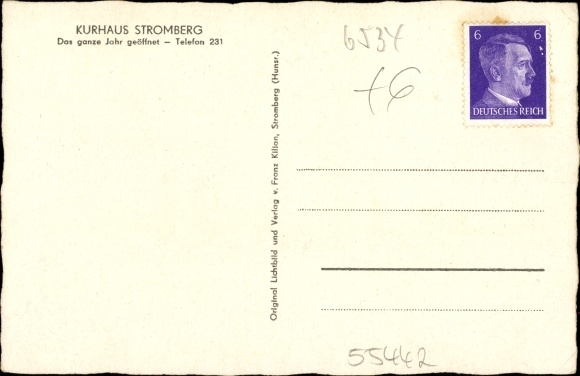 KURHAUS STROMBERG
Das ganze Jahr geöffnet – Telefon 231
Original Lichtbild und Verlag v. Franz Kilian, Stromberg (Hunsr.)
6534
+6
6 6
DEUTSCHES REICH
55442